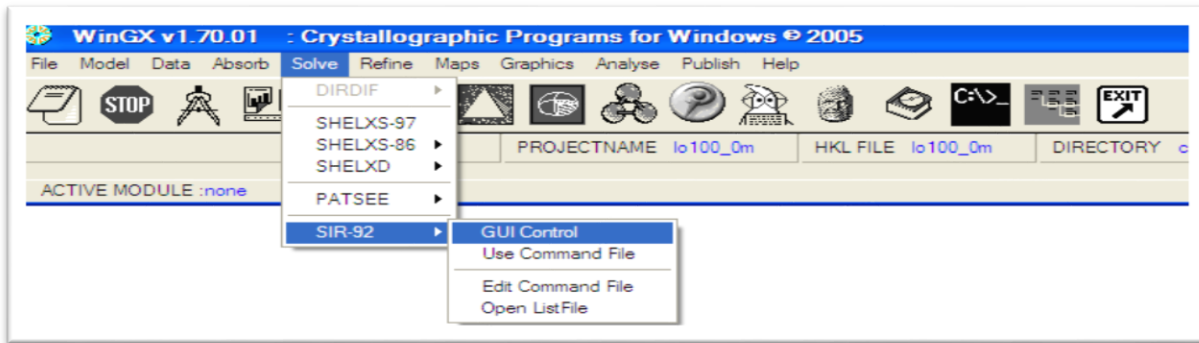 WinGX v1.70.01 : Crystallographic Programs for Windows © 2005
File Model Data Absorb Solve Refine Maps Graphics Analyse Publish Help
STOP C:\>_ EXIT
DIRDIF
SHELXS-97
SHELXS-86
SHELXD
PATSEE
SIR-92
PROJECTNAME lo100_0m HKL FILE lo100_0m DIRECTORY c
ACTIVE MODULE :none
GUI Control
Use Command File
Edit Command File
Open ListFile